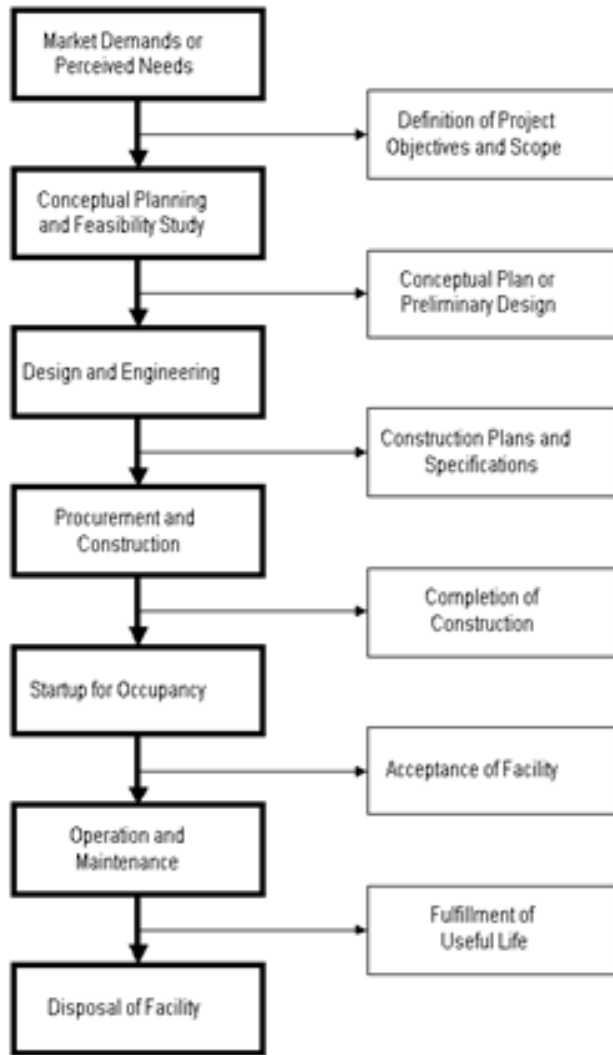 Market Demands or
Perceived Needs
Definition of Project
Objectives and Scope
Conceptual Planning
and Feasibility Study
Conceptual Plan or
Preliminary Design
Design and Engineering
Construction Plans and
Specifications
Procurement and
Construction
Completion of
Construction
Startup for Occupancy
Acceptance of Facility
Operation and
Maintenance
Fulfillment of
Useful Life
Disposal of Facility